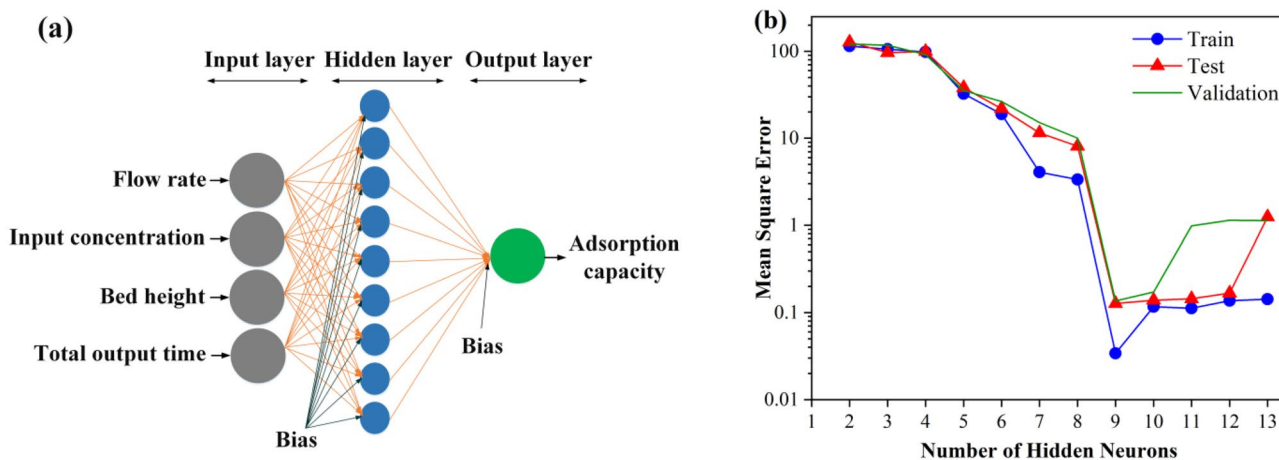 (a)
Input layer Hidden layer Output layer
Flow rate
Input concentration
Bed height
Total output time
Bias
Bias
Adsorption
capacity
(b)
Train
Test
Validation
Mean Square Error
100
10
1
0.1
0.01
1 2 3 4 5 6 7 8 9 10 11 12 13
Number of Hidden Neurons